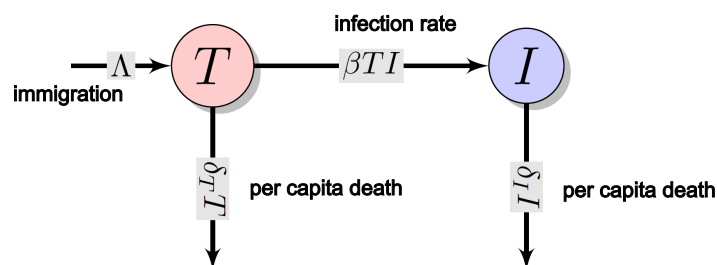 infection rate
Λ
T
βTI
I
immigration
δ_T T
per capita death
δ_I I
per capita death